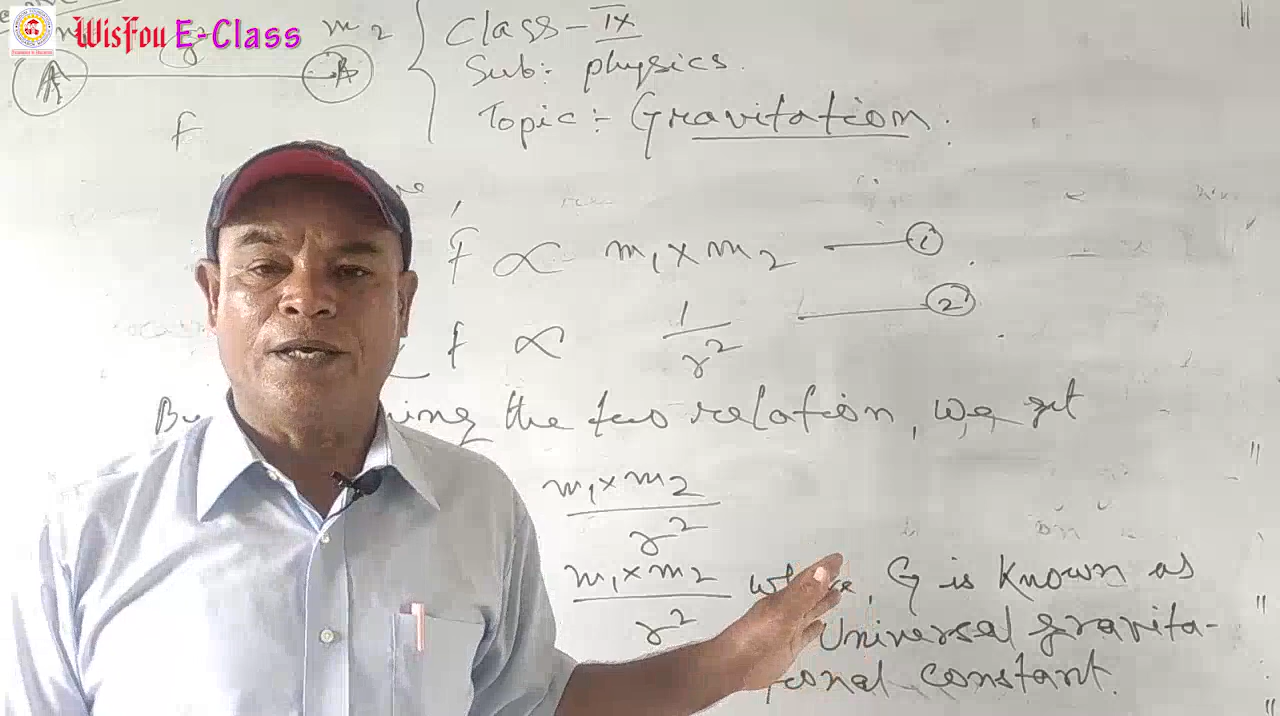 WisFou E-Class
m2
Class - IX
A
B
Sub: physics.
Topic :- Gravitation.
F
F ∝ m1 x m2 — 1
f ∝ 1/r2 — 2
the two relation, we get
m1 x m2
r2
m1 x m2
r2
G is known as
Universal gravita-
tional constant.